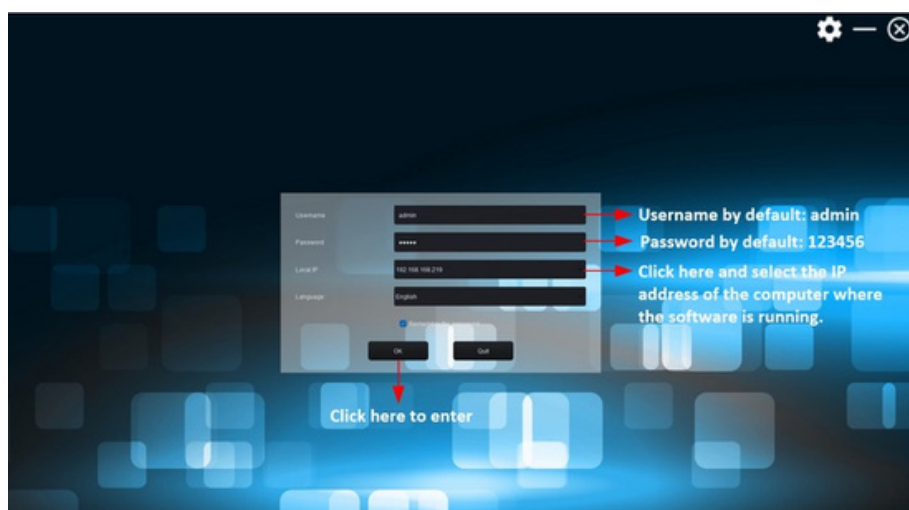 Username
admin
Username by default: admin
Password
•••••
Password by default: 123456
Local IP
192.168.168.219
Click here and select the IP
address of the computer where
the software is running.
Language
English
OK
Quit
Click here to enter